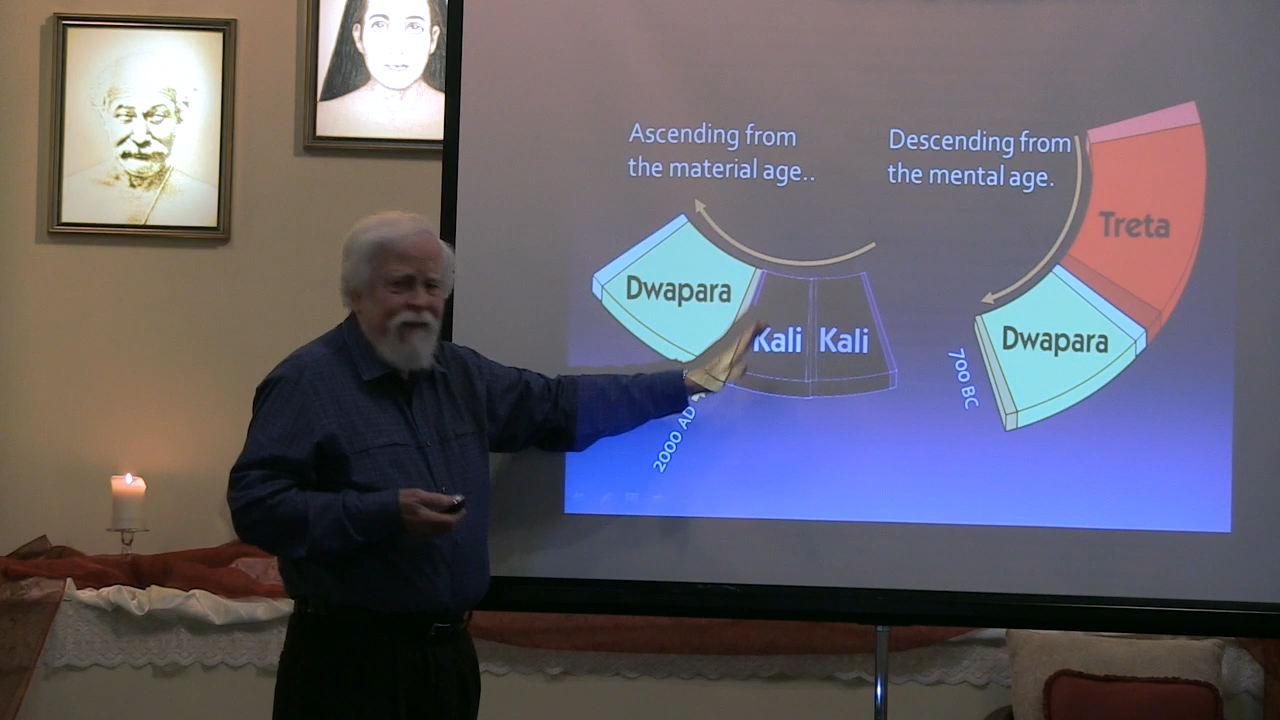 Ascending from
the material age..
Descending from
the mental age.
Treta
Dwapara
Kali
Kali
Dwapara
700 BC
2000 AD